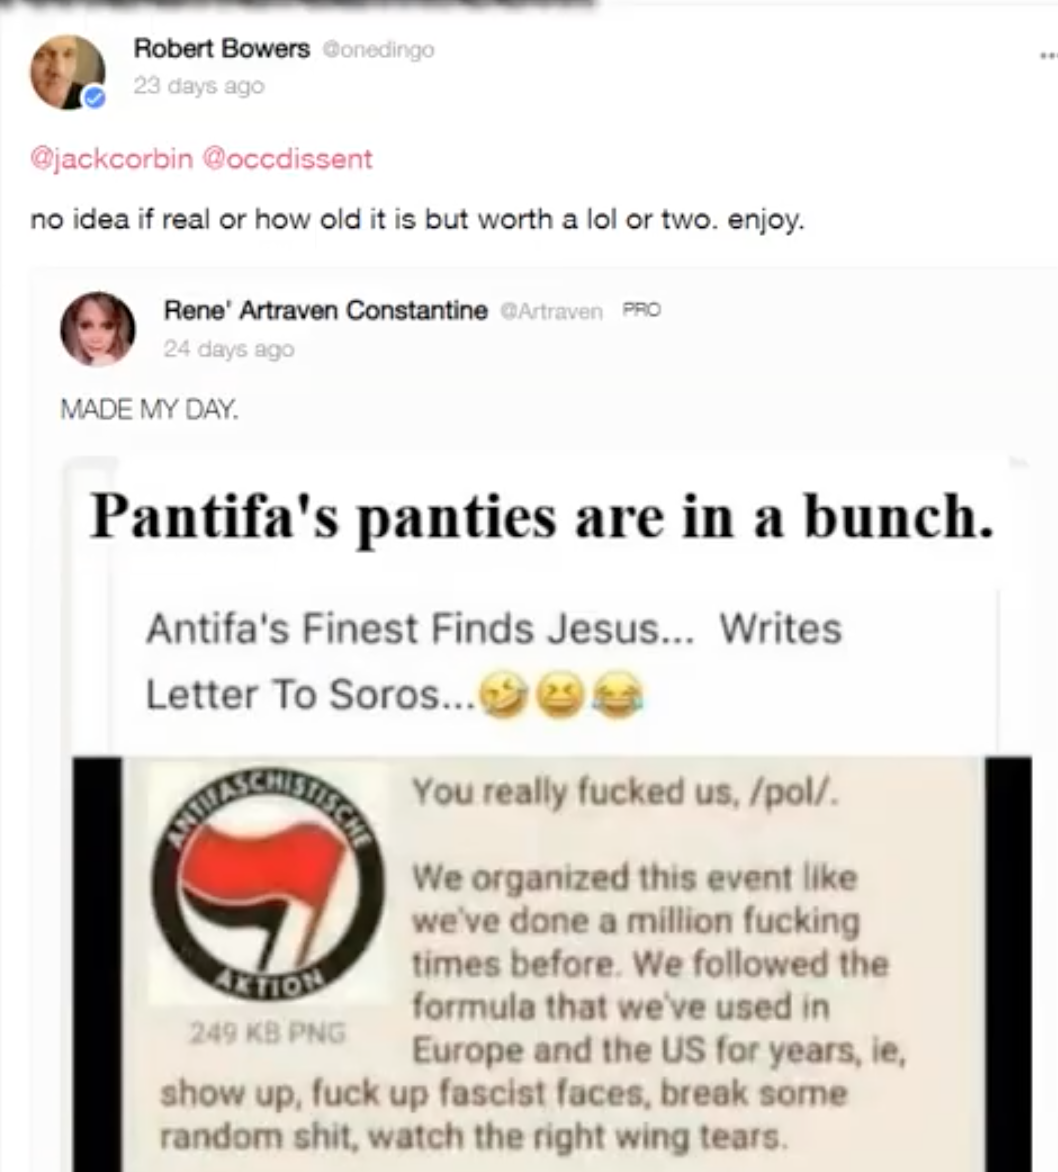 Robert Bowers @onedingo
23 days ago
@jackcorbin @occdissent
no idea if real or how old it is but worth a lol or two. enjoy.
Rene' Artraven Constantine @Artraven PRO
24 days ago
MADE MY DAY.
Pantifa's panties are in a bunch.
Antifa's Finest Finds Jesus... Writes
Letter To Soros...🤣😆😂
ANTIFASCHISTISCHE
AKTION
249 KB PNG
You really fucked us, /pol/.
We organized this event like
we've done a million fucking
times before. We followed the
formula that we've used in
Europe and the US for years, ie,
show up, fuck up fascist faces, break some
random shit, watch the right wing tears.